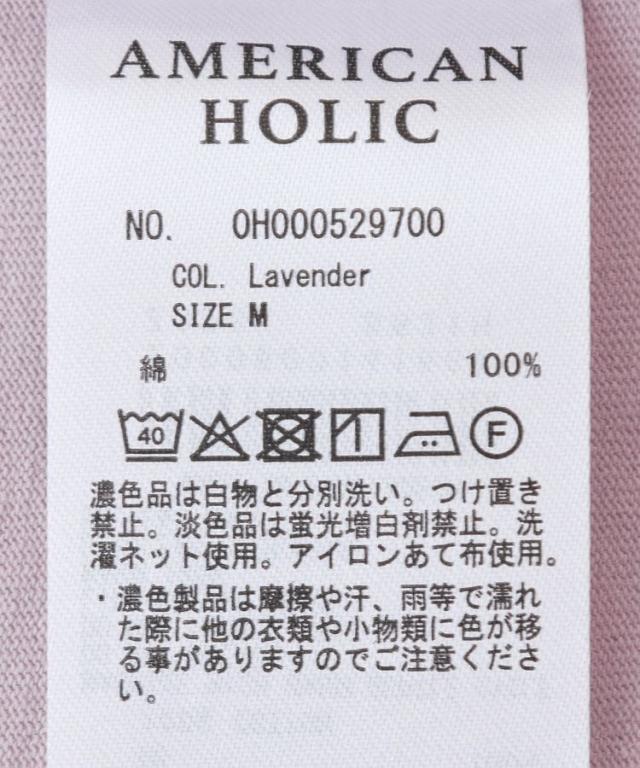 AMERICAN
HOLIC
NO. 0H000529700
COL. Lavender
SIZE M
綿 100%
40 F
濃色品は白物と分別洗い。つけ置き
禁止。淡色品は蛍光増白剤禁止。洗
濯ネット使用。アイロンあて布使用。
・濃色製品は摩擦や汗、雨等で濡れ
た際に他の衣類や小物類に色が移
る事がありますのでご注意くださ
い。